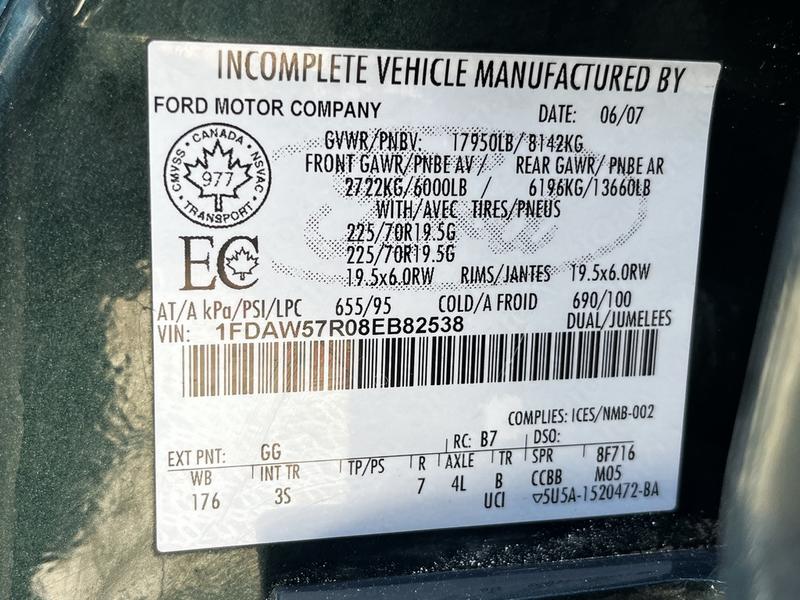 INCOMPLETE VEHICLE MANUFACTURED BY
FORD MOTOR COMPANY DATE: 06/07
CMVSS • CANADA • NSVAC
977
TRANSPORT
GVWR/PNBV: 17950LB/8142KG
FRONT GAWR/PNBE AV/ REAR GAWR/ PNBE AR
2722KG/6000LB / 6196KG/13660LB
WITH/AVEC TIRES/PNEUS
225/70R19.5G
225/70R19.5G
EC
19.5x6.0RW RIMS/JANTES 19.5x6.0RW
AT/A kPa/PSI/LPC 655/95 COLD/A FROID 690/100
VIN: 1FDAW57R08EB82538 DUAL/JUMELEES
COMPLIES: ICES/NMB-002
EXT PNT: GG RC: B7 DSO:
WB INT TR TP/PS R AXLE TR SPR 8F716
176 3S 7 4L B CCBB M05
UCI ▽5U5A-1520472-BA